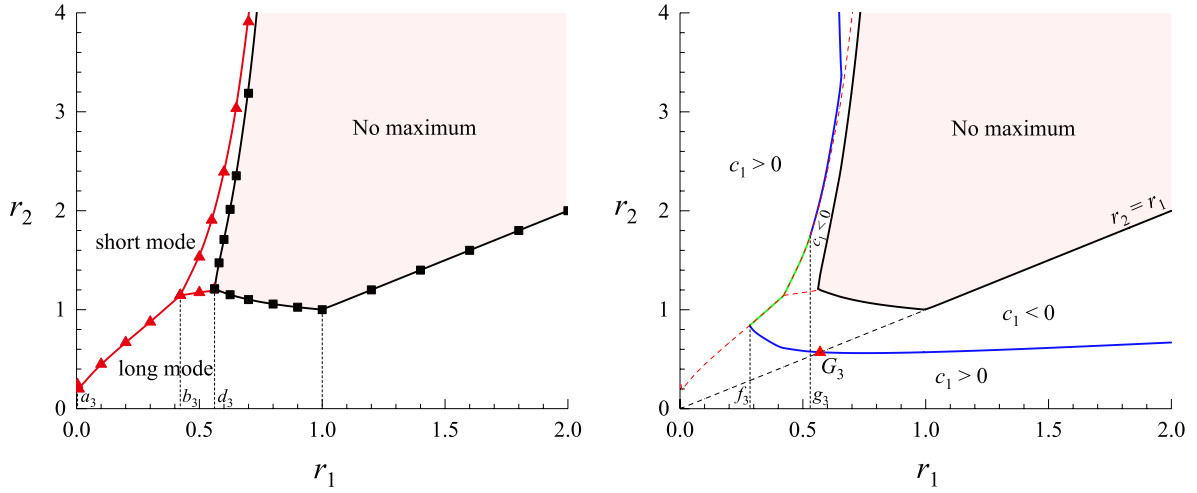 4
3
2
1
0
r₂
No maximum
short mode
long mode
a₃
b₃
d₃
0.0
0.5
1.0
1.5
2.0
r₁
4
3
2
1
0
r₂
No maximum
c₁ > 0
c₁ < 0
r₂ = r₁
c₁ < 0
G₃
c₁ > 0
f₃
g₃
0.0
0.5
1.0
1.5
2.0
r₁